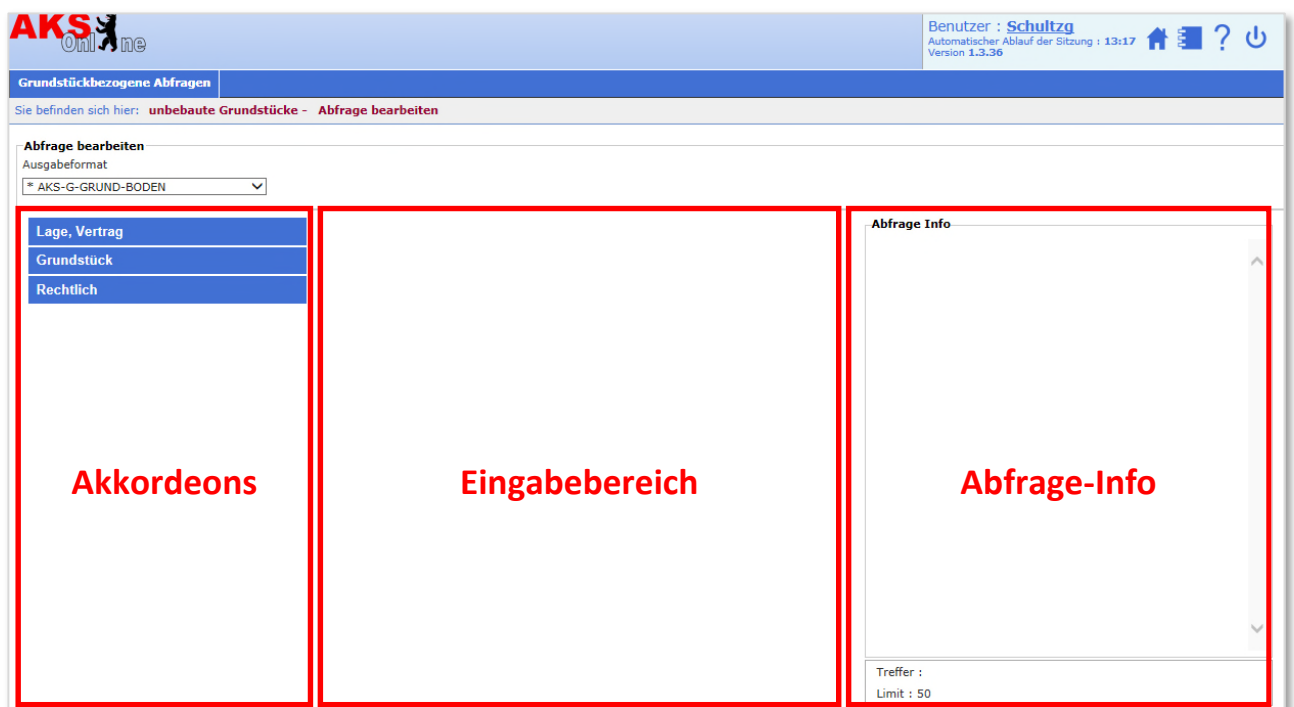 AKS
Online
Benutzer : Schultzg
Automatischer Ablauf der Sitzung : 13:17
Version 1.3.36
Grundstückbezogene Abfragen
Sie befinden sich hier: unbebaute Grundstücke - Abfrage bearbeiten
Abfrage bearbeiten
Ausgabeformat
* AKS-G-GRUND-BODEN
Lage, Vertrag
Grundstück
Rechtlich
Akkordeons
Eingabebereich
Abfrage Info
Abfrage-Info
Treffer :
Limit : 50